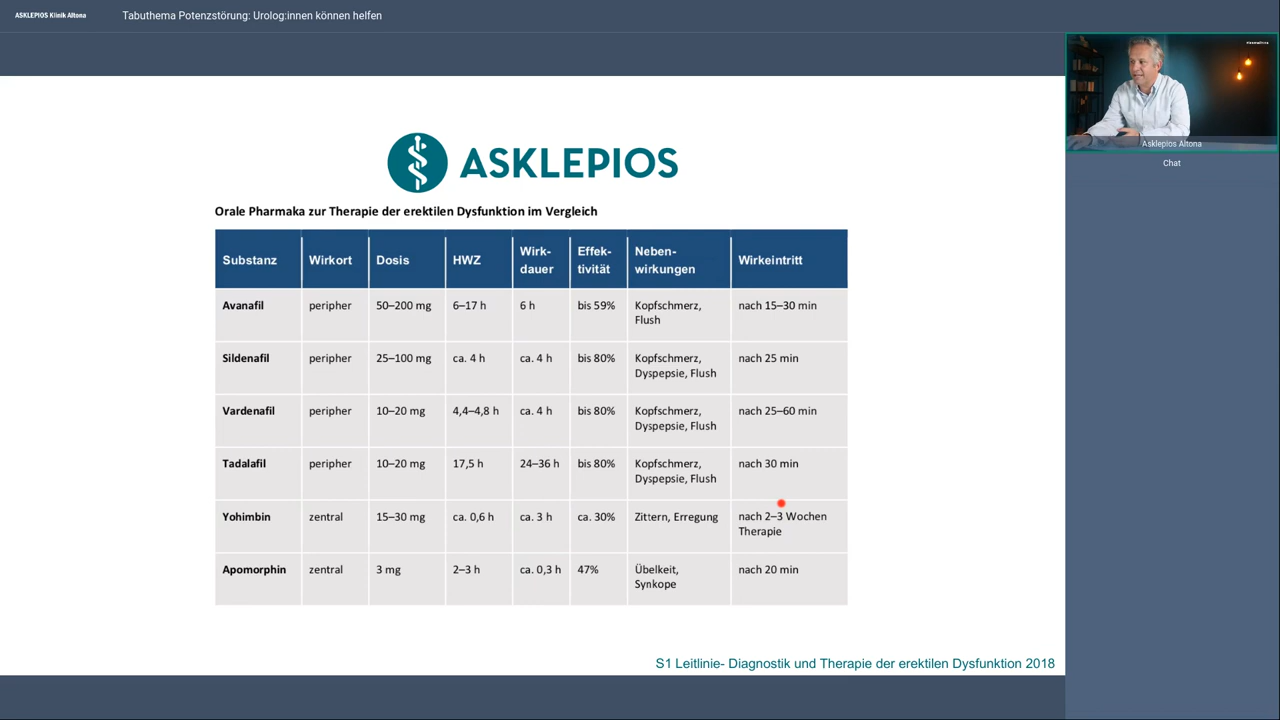 ASKLEPIOS Klinik Altona
Tabuthema Potenzstörung: Urolog:innen können helfen
ASKLEPIOS
Orale Pharmaka zur Therapie der erektilen Dysfunktion im Vergleich
Substanz Wirkort Dosis HWZ Wirk-dauer Effek-tivität Neben-wirkungen Wirkeintritt
Avanafil peripher 50–200 mg 6–17 h 6 h bis 59% Kopfschmerz, Flush nach 15–30 min
Sildenafil peripher 25–100 mg ca. 4 h ca. 4 h bis 80% Kopfschmerz, Dyspepsie, Flush nach 25 min
Vardenafil peripher 10–20 mg 4,4–4,8 h ca. 4 h bis 80% Kopfschmerz, Dyspepsie, Flush nach 25–60 min
Tadalafil peripher 10–20 mg 17,5 h 24–36 h bis 80% Kopfschmerz, Dyspepsie, Flush nach 30 min
Yohimbin zentral 15–30 mg ca. 0,6 h ca. 3 h ca. 30% Zittern, Erregung nach 2–3 Wochen Therapie
Apomorphin zentral 3 mg 2–3 h ca. 0,3 h 47% Übelkeit, Synkope nach 20 min
S1 Leitlinie- Diagnostik und Therapie der erektilen Dysfunktion 2018
Asklepios Altona
Chat